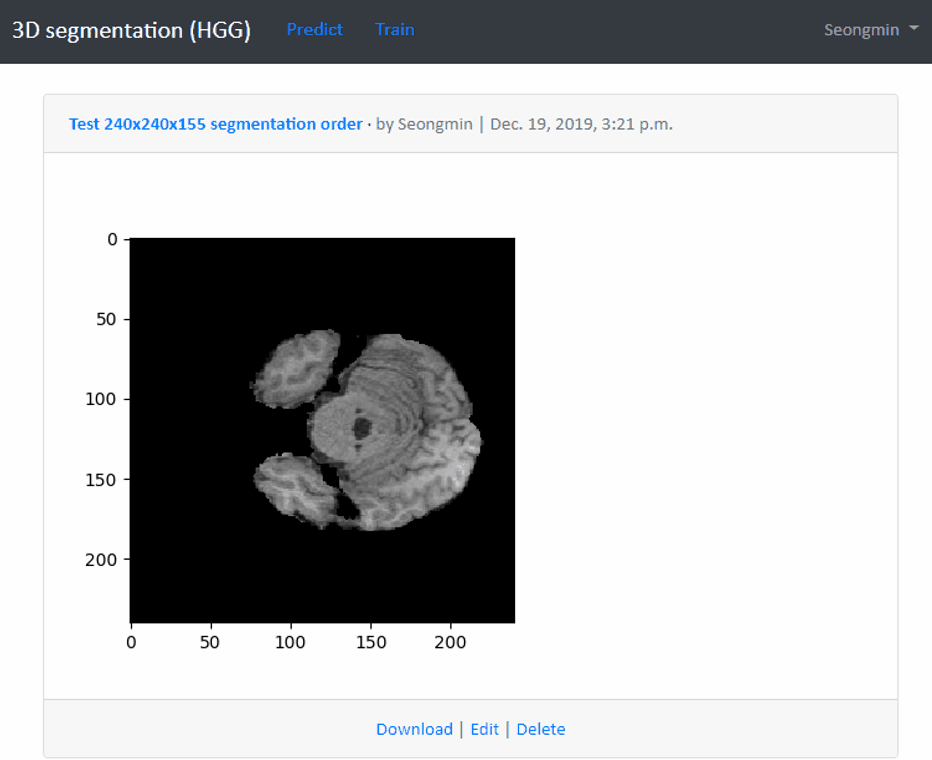 3D segmentation (HGG) Predict Train Seongmin
Test 240x240x155 segmentation order · by Seongmin | Dec. 19, 2019, 3:21 p.m.
0
50
100
150
200
0 50 100 150 200
Download | Edit | Delete